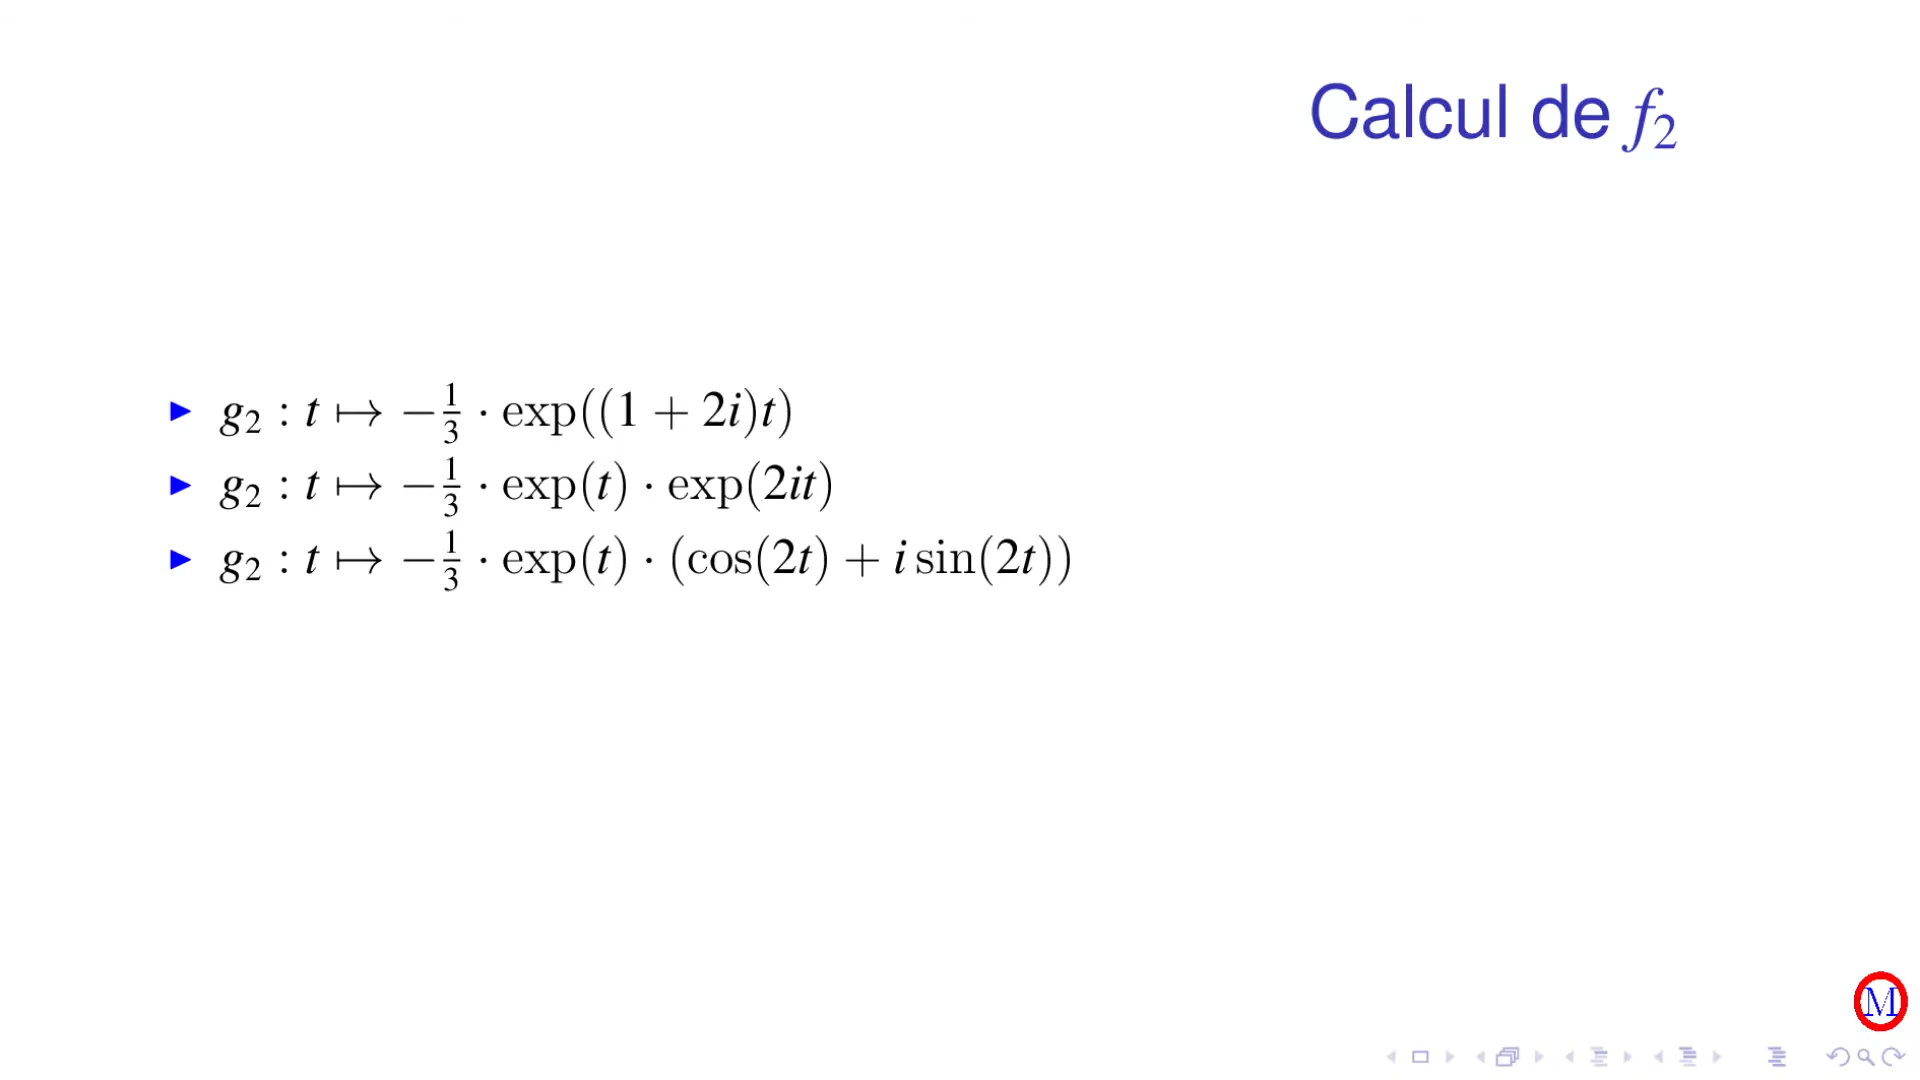 Calcul de f₂
▶ g₂ : t ↦ −1/3 · exp((1 + 2i)t)
▶ g₂ : t ↦ −1/3 · exp(t) · exp(2it)
▶ g₂ : t ↦ −1/3 · exp(t) · (cos(2t) + i sin(2t))
M